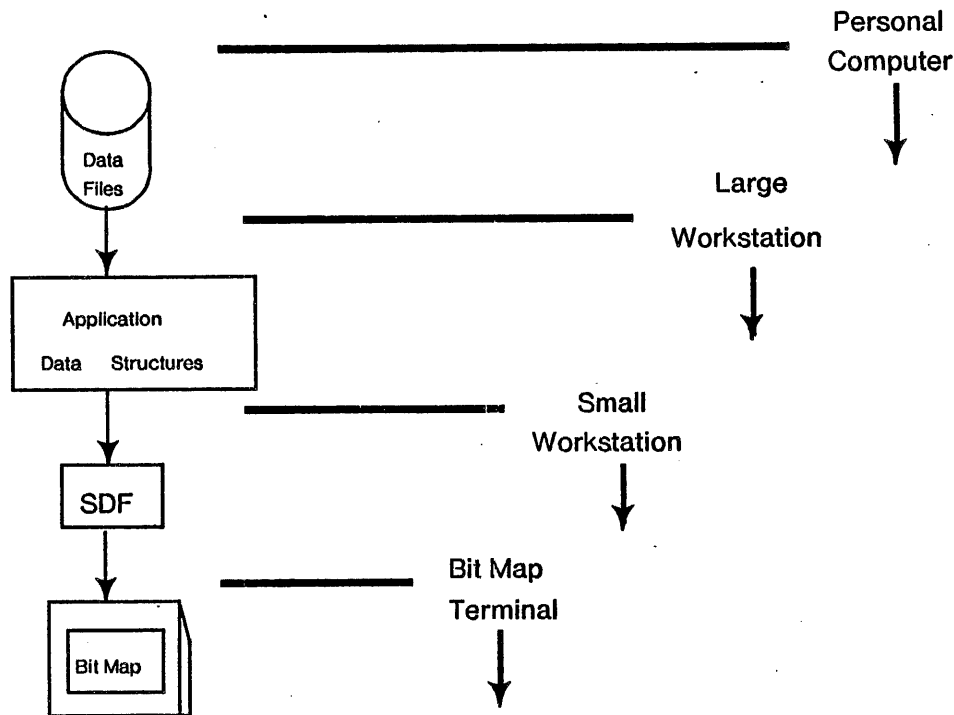 Personal
Computer
Data
Files
Large
Workstation
Application
Data Structures
Small
Workstation
SDF
Bit Map
Terminal
Bit Map